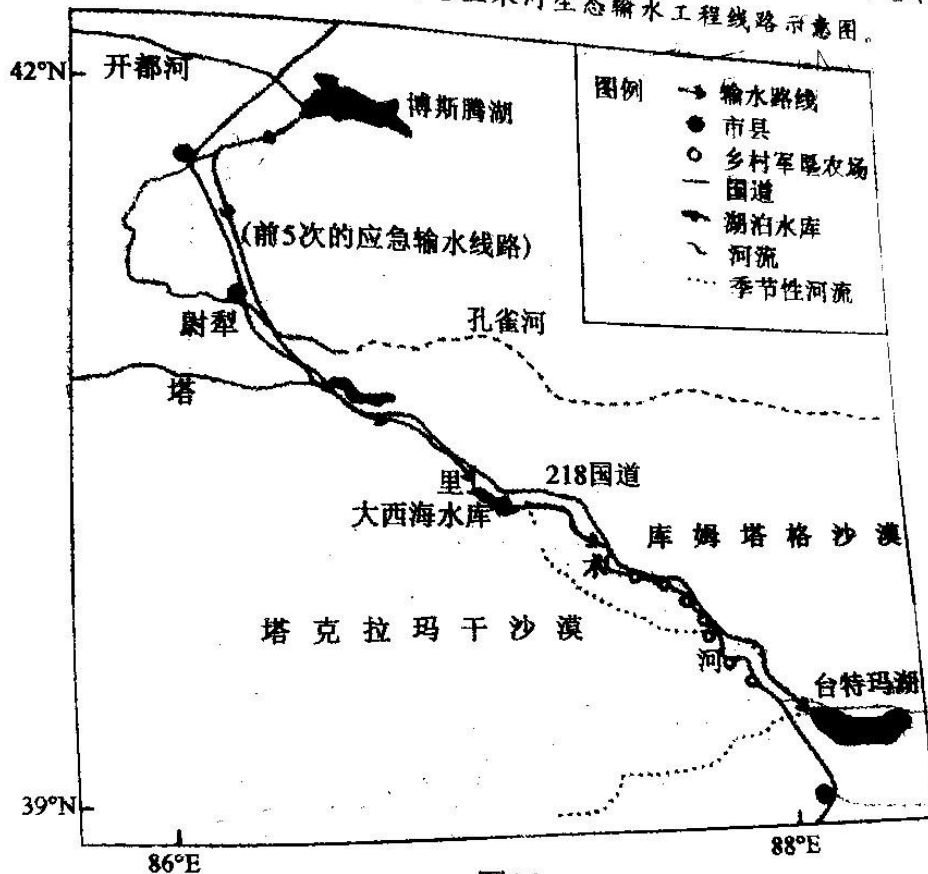 河生态输水工程线路示意图。
42°N
开都河
博斯腾湖
图例
输水路线
市县
乡村军垦农场
国道
湖泊水库
河流
季节性河流
(前5次的应急输水线路)
尉犁
孔雀河
塔
里
218国道
大西海水库
库姆塔格沙漠
木
塔克拉玛干沙漠
河
台特玛湖
39°N
86°E
88°E